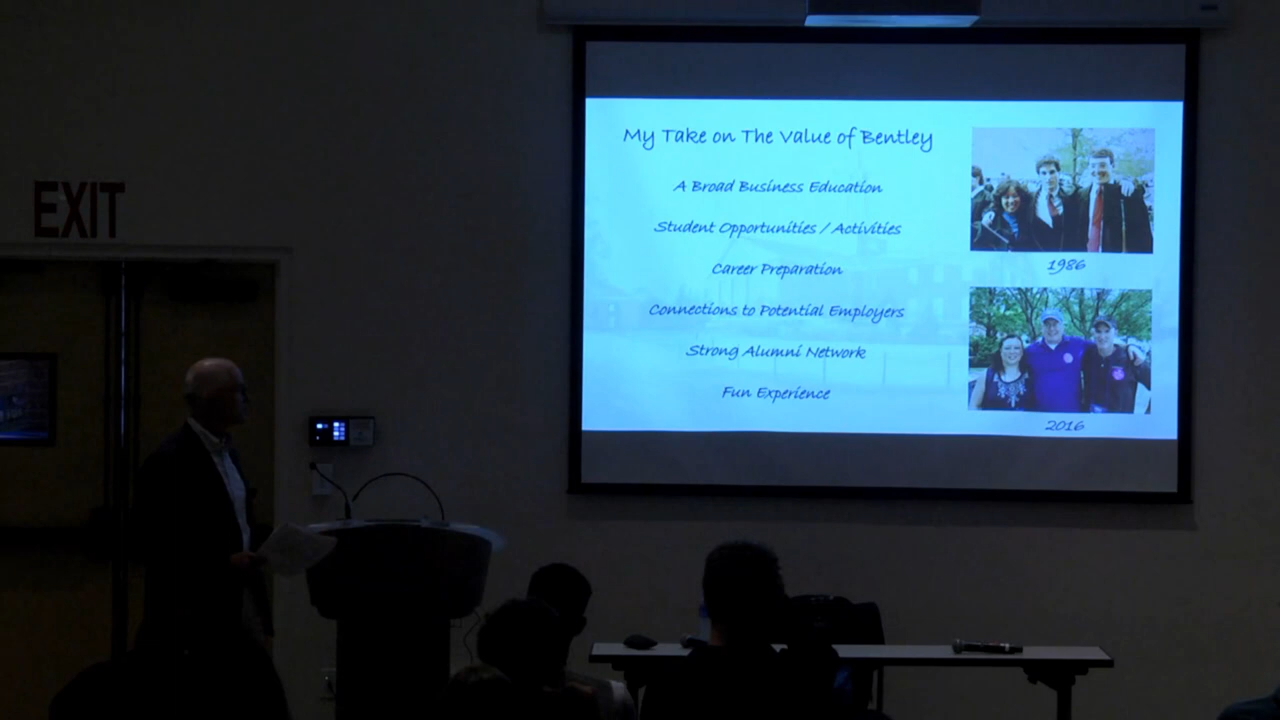 EXIT
My Take on The Value of Bentley
A Broad Business Education
Student Opportunities / Activities
Career Preparation
Connections to Potential Employers
Strong Alumni Network
Fun Experience
1986
2016